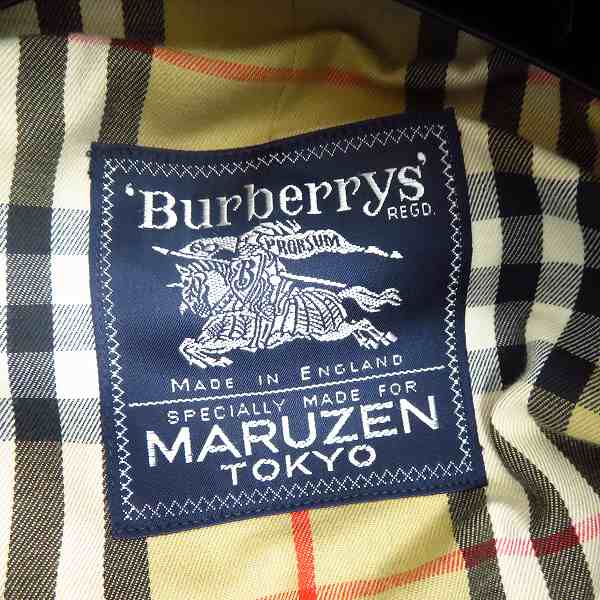 'Burberrys'
REGD.
PRORSUM
B
MADE IN ENGLAND
SPECIALLY MADE FOR
MARUZEN
TOKYO